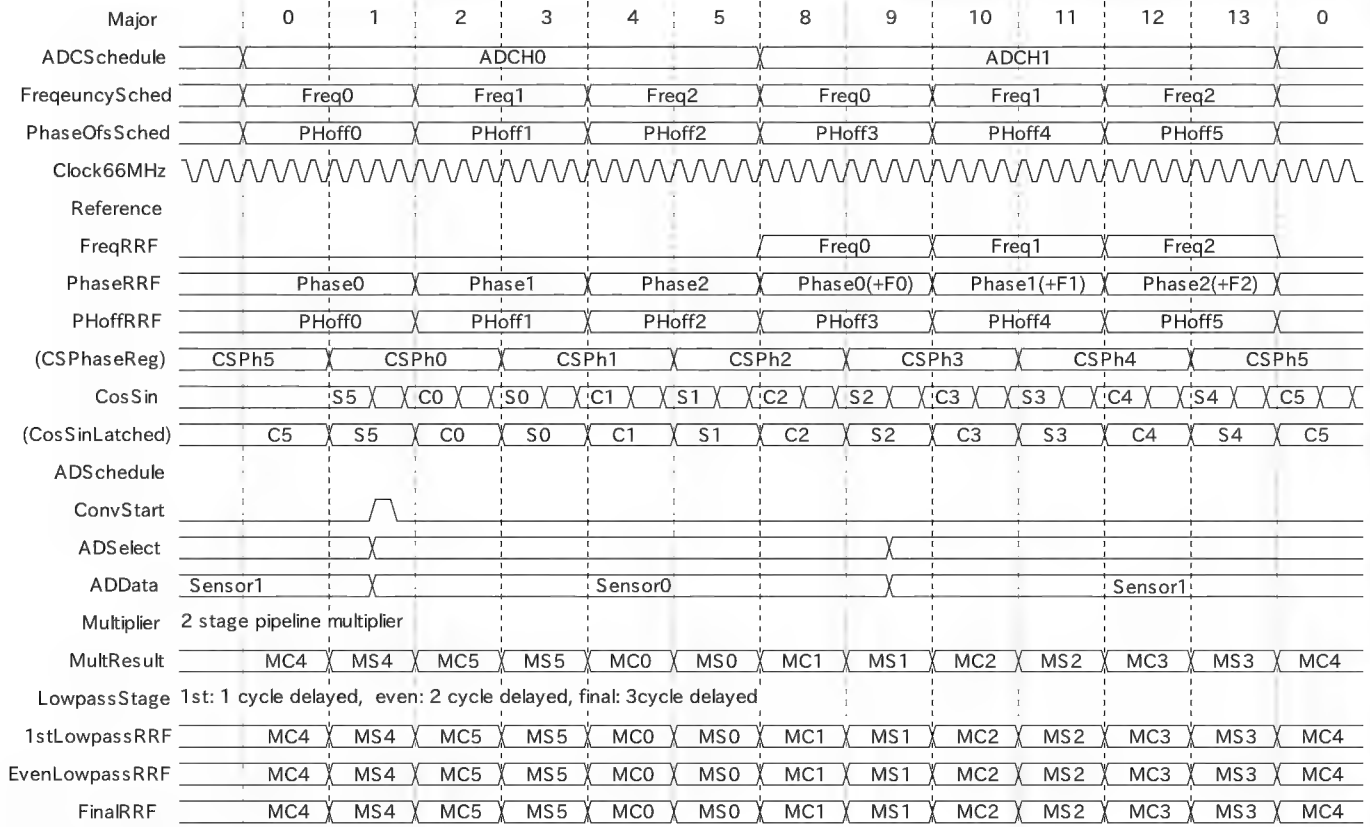 Major 0 1 2 3 4 5 8 9 10 11 12 13 0
ADCSchedule ADCH0 ADCH1
FreqeuncySched Freq0 Freq1 Freq2 Freq0 Freq1 Freq2
PhaseOfsSched PHoff0 PHoff1 PHoff2 PHoff3 PHoff4 PHoff5
Clock66MHz
Reference
FreqRRF Freq0 Freq1 Freq2
PhaseRRF Phase0 Phase1 Phase2 Phase0(+F0) Phase1(+F1) Phase2(+F2)
PHoffRRF PHoff0 PHoff1 PHoff2 PHoff3 PHoff4 PHoff5
(CSPhaseReg) CSPh5 CSPh0 CSPh1 CSPh2 CSPh3 CSPh4 CSPh5
CosSin S5 C0 S0 C1 S1 C2 S2 C3 S3 C4 S4 C5
(CosSinLatched) C5 S5 C0 S0 C1 S1 C2 S2 C3 S3 C4 S4 C5
ADSchedule
ConvStart
ADSelect
ADData Sensor1 Sensor0 Sensor1
Multiplier 2 stage pipeline multiplier
MultResult MC4 MS4 MC5 MS5 MC0 MS0 MC1 MS1 MC2 MS2 MC3 MS3 MC4
LowpassStage 1st: 1 cycle delayed, even: 2 cycle delayed, final: 3cycle delayed
1stLowpassRRF MC4 MS4 MC5 MS5 MC0 MS0 MC1 MS1 MC2 MS2 MC3 MS3 MC4
EvenLowpassRRF MC4 MS4 MC5 MS5 MC0 MS0 MC1 MS1 MC2 MS2 MC3 MS3 MC4
FinalRRF MC4 MS4 MC5 MS5 MC0 MS0 MC1 MS1 MC2 MS2 MC3 MS3 MC4